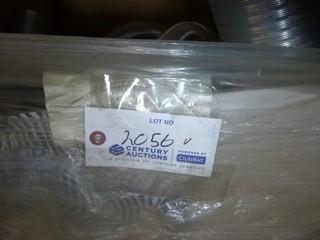 LOT NO
2056 v
CENTURY AUCTIONS
POWERED BY
ClubBid
A DIVISION OF CENTURY SERVICES